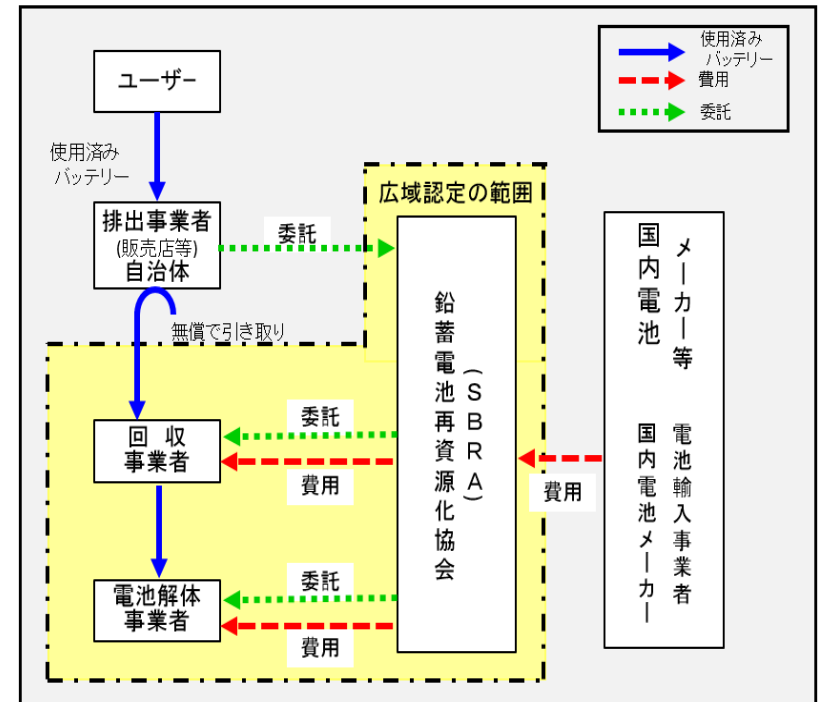 使用済み
バッテリー
費用
委託
ユーザー
使用済み
バッテリー
排出事業者
(販売店等)
自治体
委託
無償で引き取り
広域認定の範囲
鉛蓄電池再資源化協会
(SBRA)
回 収
事業者
委託
費用
電池解体
事業者
委託
費用
費用
国内電池
メーカー等
国内電池メーカー
電池輸入事業者